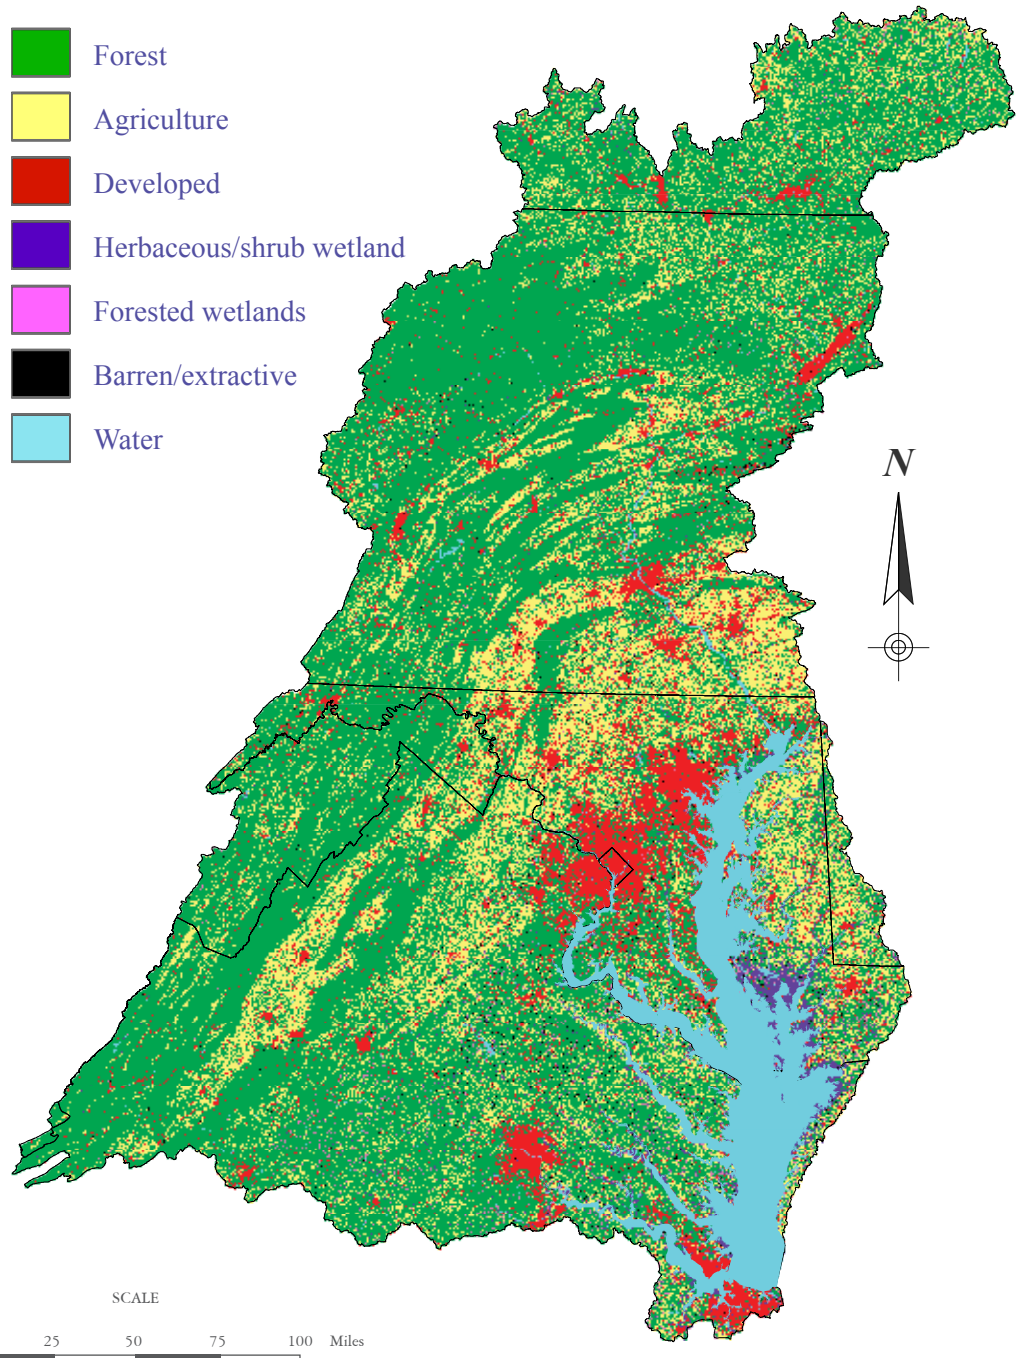 Forest
Agriculture
Developed
Herbaceous/shrub wetland
Forested wetlands
Barren/extractive
Water
N
SCALE
25 50 75 100 Miles